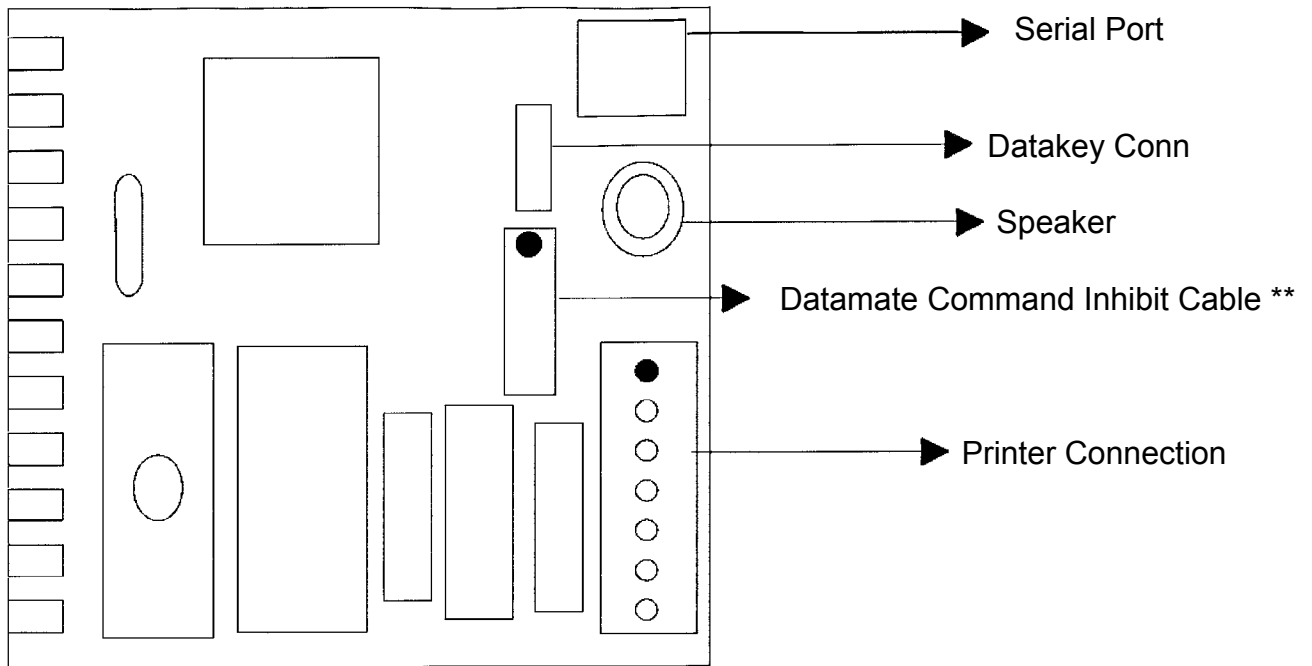 Serial Port
Datakey Conn
Speaker
Datamate Command Inhibit Cable **
Printer Connection